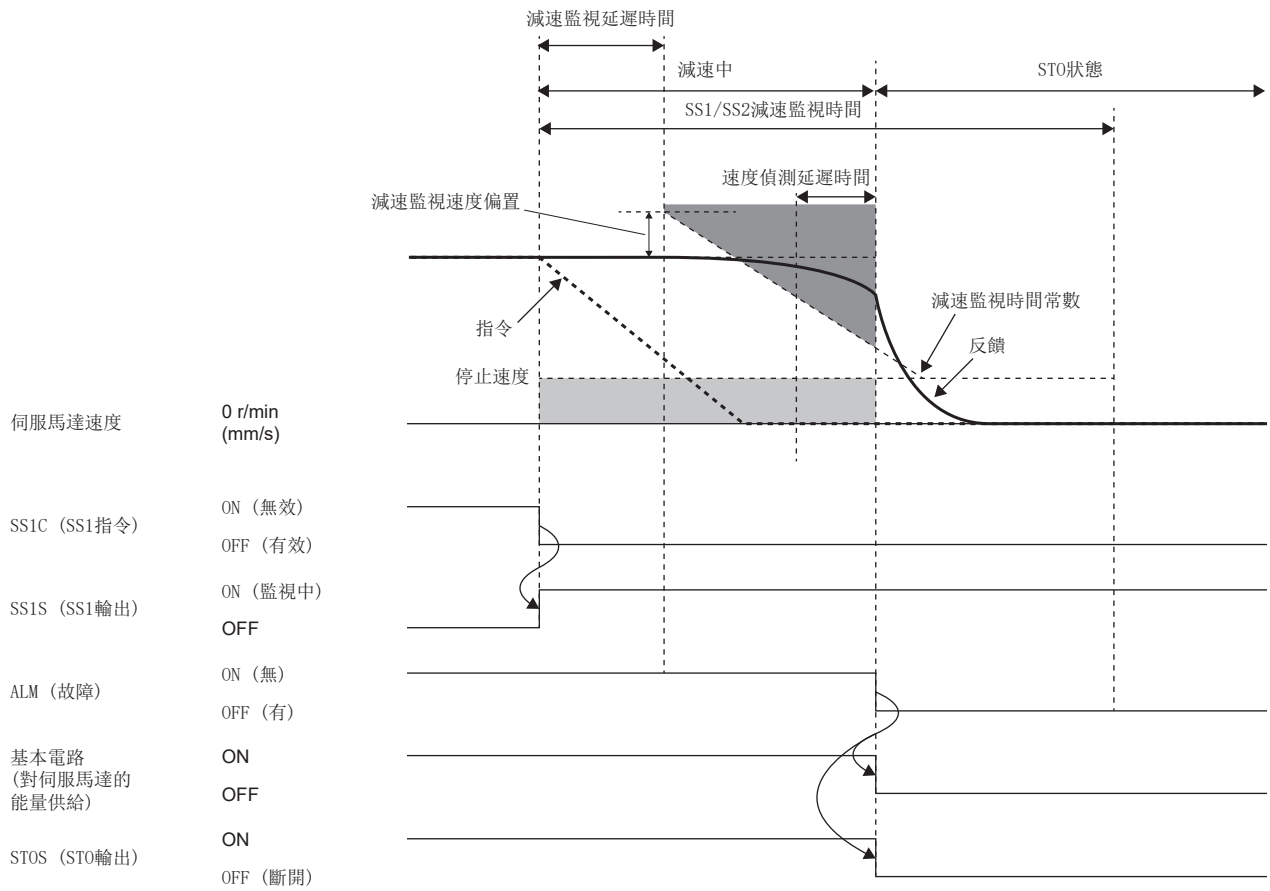 減速監視延遲時間
減速中
STO狀態
SS1/SS2減速監視時間
速度偵測延遲時間
減速監視速度偏置
減速監視時間常數
指令
反饋
停止速度
伺服馬達速度
0 r/min
(mm/s)
SS1C (SS1指令)
ON (無效)
OFF (有效)
SS1S (SS1輸出)
ON (監視中)
OFF
ALM (故障)
ON (無)
OFF (有)
基本電路
(對伺服馬達的
能量供給)
ON
OFF
STOS (STO輸出)
ON
OFF (斷開)